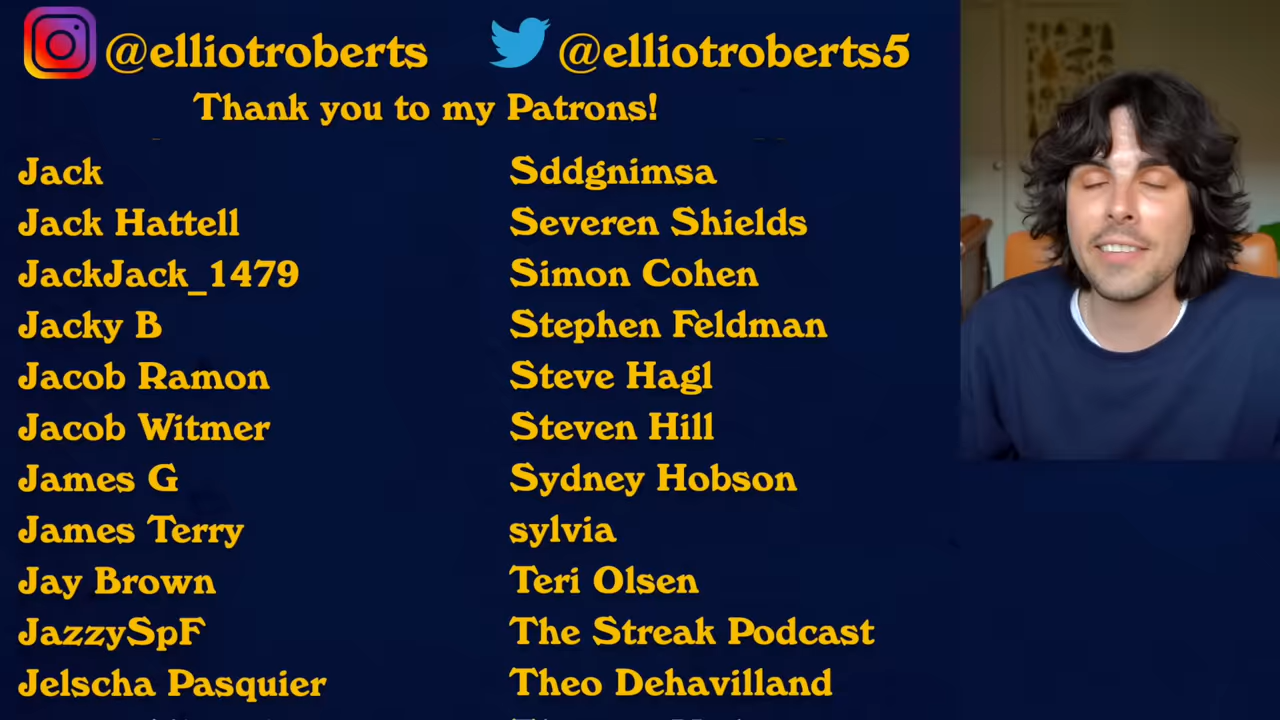 @elliotroberts @elliotroberts5
Thank you to my Patrons!
Jack
Jack Hattell
JackJack_1479
Jacky B
Jacob Ramon
Jacob Witmer
James G
James Terry
Jay Brown
JazzySpF
Jelscha Pasquier
Sddgnimsa
Severen Shields
Simon Cohen
Stephen Feldman
Steve Hagl
Steven Hill
Sydney Hobson
sylvia
Teri Olsen
The Streak Podcast
Theo Dehavilland